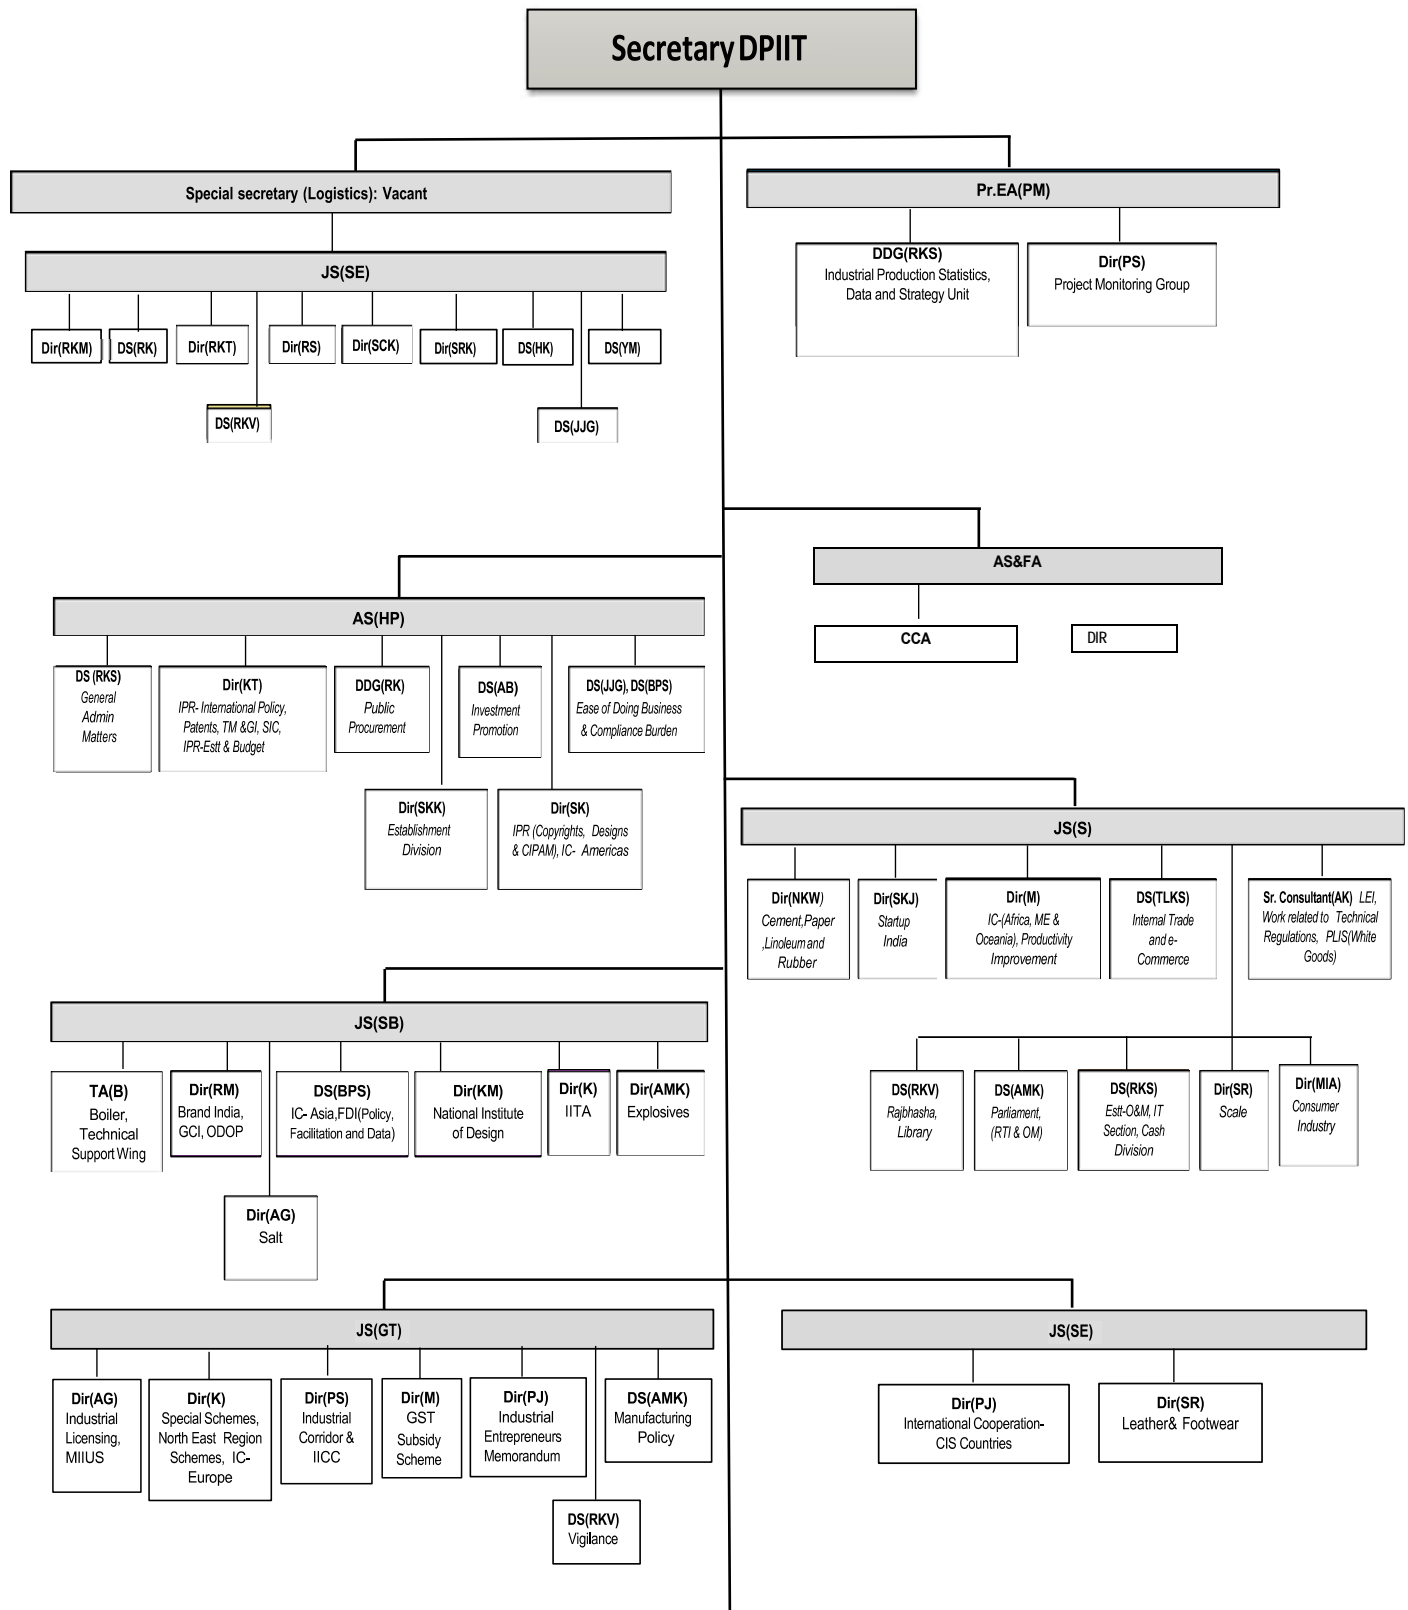 Secretary DPIIT
Special secretary (Logistics): Vacant
Pr.EA(PM)
DDG(RKS)
Industrial Production Statistics,
Data and Strategy Unit
Dir(PS)
Project Monitoring Group
JS(SE)
Dir(RKM)
DS(RK)
Dir(RKT)
Dir(RS)
Dir(SCK)
Dir(SRK)
DS(HK)
DS(YM)
DS(RKV)
DS(JJG)
AS&FA
CCA
DIR
AS(HP)
DS (RKS)
General
Admin
Matters
Dir(KT)
IPR- International Policy,
Patents, TM &GI, SIC,
IPR-Estt & Budget
DDG(RK)
Public
Procurement
DS(AB)
Investment
Promotion
DS(JJG), DS(BPS)
Ease of Doing Business
& Compliance Burden
Dir(SKK)
Establishment
Division
Dir(SK)
IPR (Copyrights, Designs
& CIPAM), IC- Americas
JS(S)
Dir(NKW)
Cement,Paper
,Linoleum and
Rubber
Dir(SKJ)
Startup
India
Dir(M)
IC-(Africa, ME &
Oceania), Productivity
Improvement
DS(TLKS)
Internal Trade
and e-
Commerce
Sr. Consultant(AK) LEI,
Work related to Technical
Regulations, PLIS(White
Goods)
DS(RKV)
Rajbhasha,
Library
DS(AMK)
Parliament,
(RTI & OM)
DS(RKS)
Estt-O&M, IT
Section, Cash
Division
Dir(SR)
Scale
Dir(MIA)
Consumer
Industry
JS(SB)
TA(B)
Boiler,
Technical
Support Wing
Dir(RM)
Brand India,
GCI, ODOP
DS(BPS)
IC- Asia,FDI(Policy,
Facilitation and Data)
Dir(KM)
National Institute
of Design
Dir(K)
IITA
Dir(AMK)
Explosives
Dir(AG)
Salt
JS(GT)
Dir(AG)
Industrial
Licensing,
MIIUS
Dir(K)
Special Schemes,
North East Region
Schemes, IC-
Europe
Dir(PS)
Industrial
Corridor &
IICC
Dir(M)
GST
Subsidy
Scheme
Dir(PJ)
Industrial
Entrepreneurs
Memorandum
DS(AMK)
Manufacturing
Policy
DS(RKV)
Vigilance
JS(SE)
Dir(PJ)
International Cooperation-
CIS Countries
Dir(SR)
Leather& Footwear